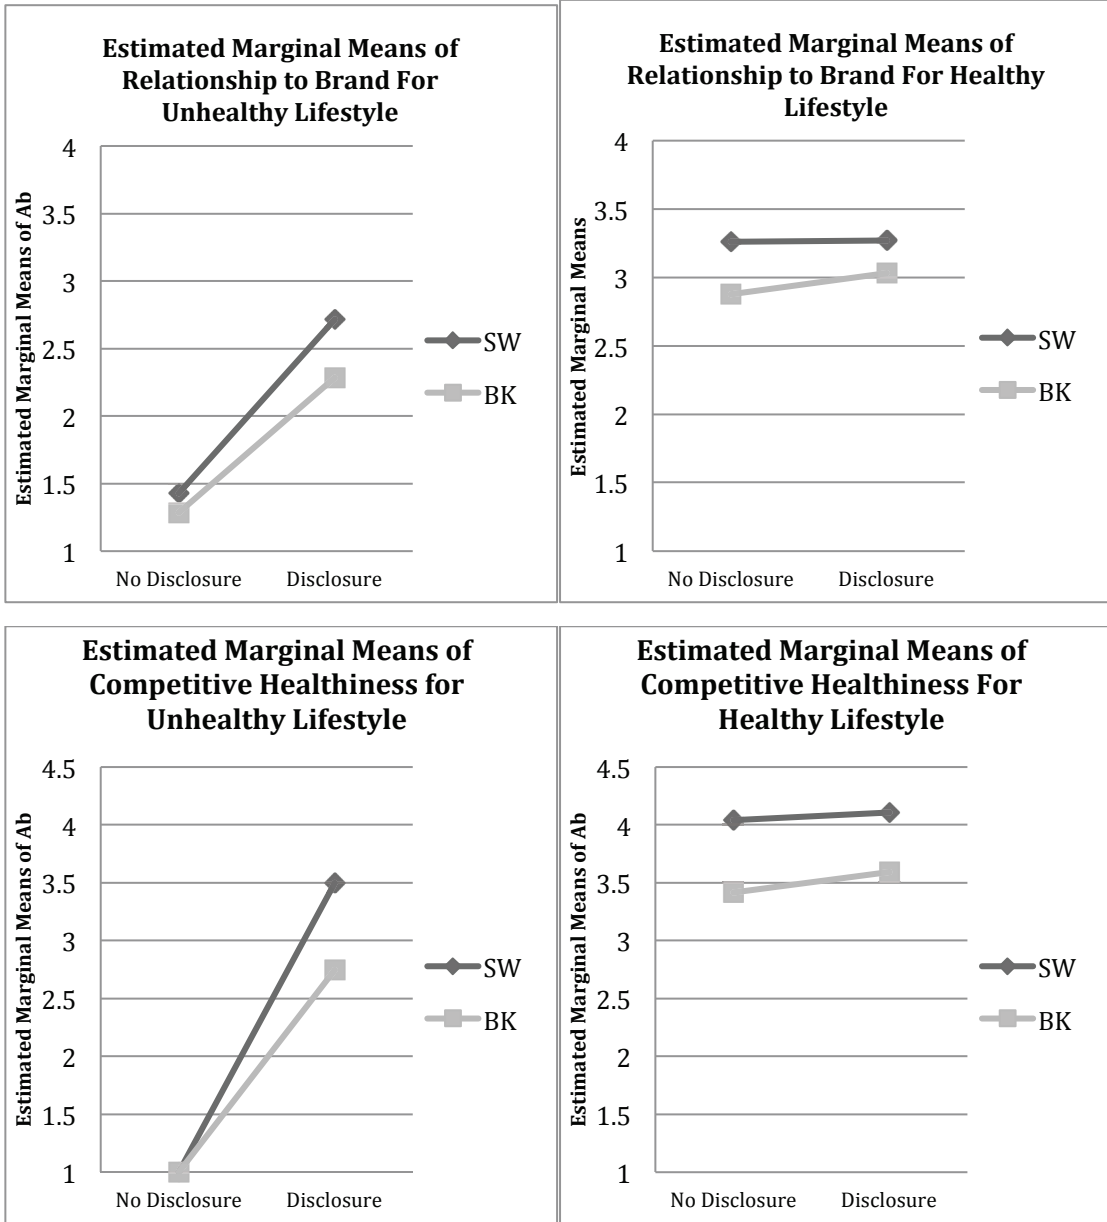 Estimated Marginal Means of
Relationship to Brand For
Unhealthy Lifestyle
Estimated Marginal Means of Ab
4
3.5
3
2.5
2
1.5
1
No Disclosure Disclosure
SW
BK
Estimated Marginal Means of
Relationship to Brand For Healthy
Lifestyle
Estimated Marginal Means
4
3.5
3
2.5
2
1.5
1
No Disclosure Disclosure
SW
BK
Estimated Marginal Means of
Competitive Healthiness for
Unhealthy Lifestyle
Estimated Marginal Means of Ab
4.5
4
3.5
3
2.5
2
1.5
1
No Disclosure Disclosure
SW
BK
Estimated Marginal Means of
Competitive Healthiness For
Healthy Lifestyle
Estimated Marginal Means of Ab
4.5
4
3.5
3
2.5
2
1.5
1
No Disclosure Disclosure
SW
BK